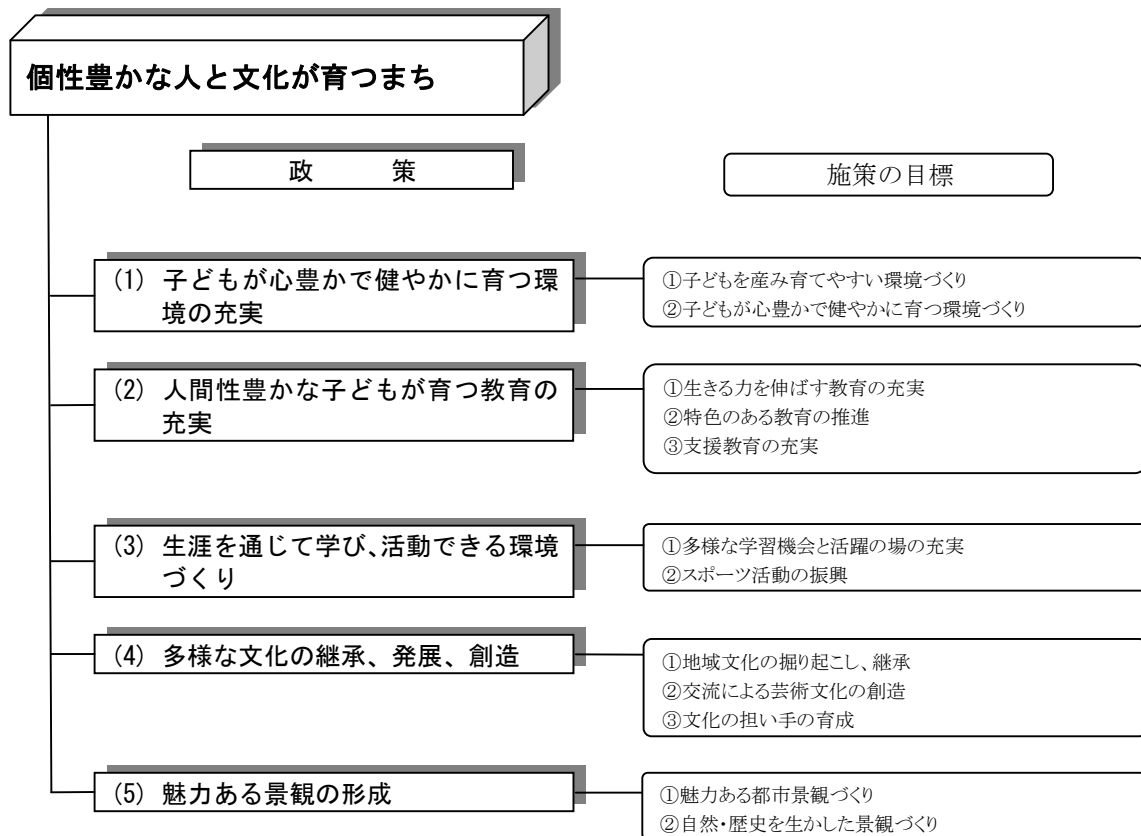 個性豊かな人と文化が育つまち
政　　策
施策の目標
(1) 子どもが心豊かで健やかに育つ環
境の充実
①子どもを産み育てやすい環境づくり
②子どもが心豊かで健やかに育つ環境づくり
(2) 人間性豊かな子どもが育つ教育の
充実
①生きる力を伸ばす教育の充実
②特色のある教育の推進
③支援教育の充実
(3) 生涯を通じて学び、活動できる環境
づくり
①多様な学習機会と活躍の場の充実
②スポーツ活動の振興
(4) 多様な文化の継承、発展、創造
①地域文化の掘り起こし、継承
②交流による芸術文化の創造
③文化の担い手の育成
(5) 魅力ある景観の形成
①魅力ある都市景観づくり
②自然・歴史を生かした景観づくり